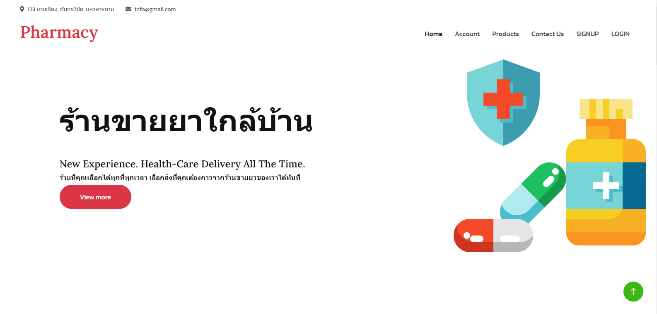 info@gmail.com
Pharmacy
Home Account Products Contact Us SIGNUP LOGIN
ร้านขายยาใกล้บ้าน
New Experience. Health-Care Delivery All The Time.
ร้านที่คุณเลือกได้ทุกที่ทุกเวลา เลือกสิ่งที่คุณต้องการจากร้านขายยาของเราได้ทันที
View more